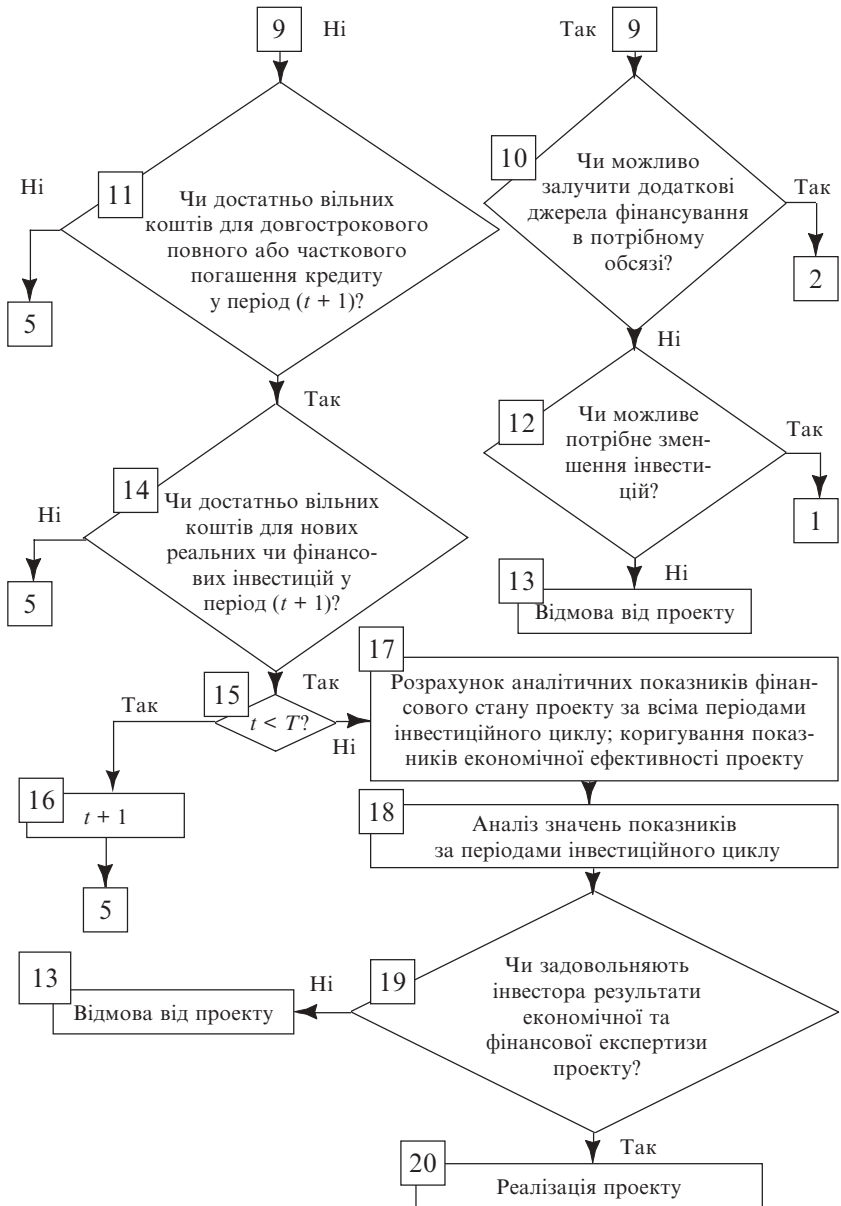 9
Ні
Так
9
10
Чи можливо
залучити додаткові
джерела фінансування
в потрібному
обсязі?
Так
2
Ні
11
Ні
Чи достатньо вільних
коштів для довгострокового
повного або часткового
погашення кредиту
у період (t + 1)?
5
Ні
Так
12
Чи можливе
потрібне змен-
шення інвести-
цій?
Так
1
14
Ні
Чи достатньо вільних
коштів для нових
реальних чи фінансо-
вих інвестицій у
період (t + 1)?
5
Ні
13
Відмова від проекту
Так
15
t < T?
Так
Ні
17
Розрахунок аналітичних показників фінан-
сового стану проекту за всіма періодами
інвестиційного циклу; коригування показ-
ників економічної ефективності проекту
16
t + 1
5
18
Аналіз значень показників
за періодами інвестиційного циклу
19
Чи задовольняють
інвестора результати
економічної та
фінансової експертизи
проекту?
Ні
13
Відмова від проекту
Так
20
Реалізація проекту